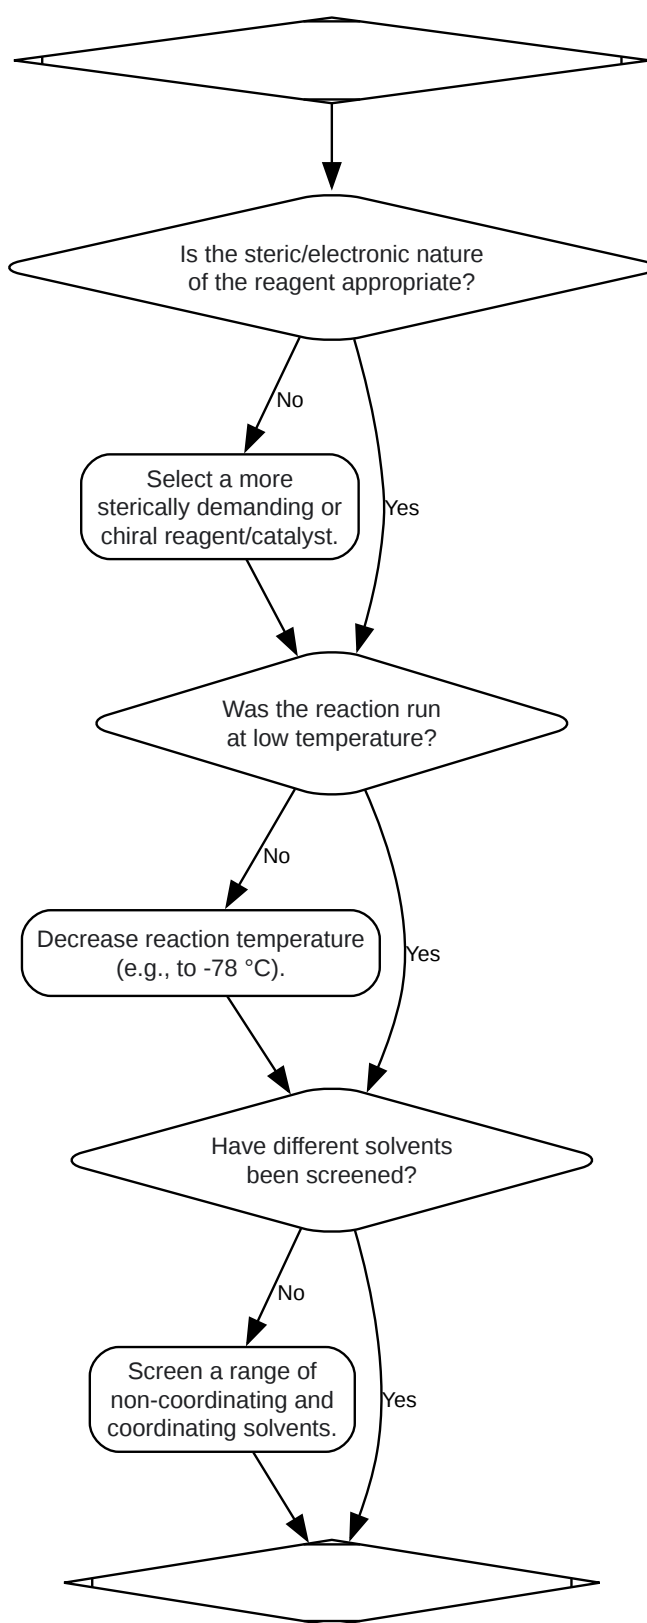 Is the steric/electronic nature
of the reagent appropriate?
No
Select a more
sterically demanding or
chiral reagent/catalyst.
Yes
Was the reaction run
at low temperature?
No
Decrease reaction temperature
(e.g., to -78 °C).
Yes
Have different solvents
been screened?
No
Screen a range of
non-coordinating and
coordinating solvents.
Yes